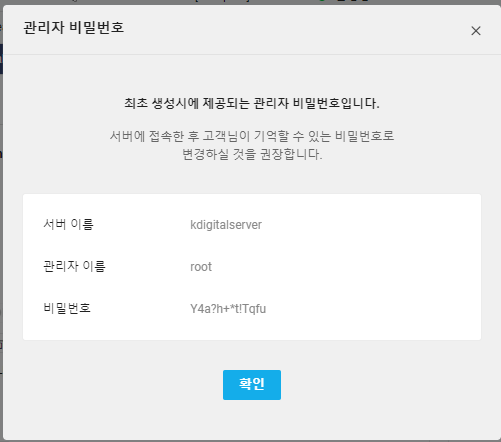 관리자 비밀번호
최초 생성시에 제공되는 관리자 비밀번호입니다.
서버에 접속한 후 고객님이 기억할 수 있는 비밀번호로
변경하실 것을 권장합니다.
서버 이름 kdigitalserver
관리자 이름 root
비밀번호 Y4a?h+*t!Tqfu
확인